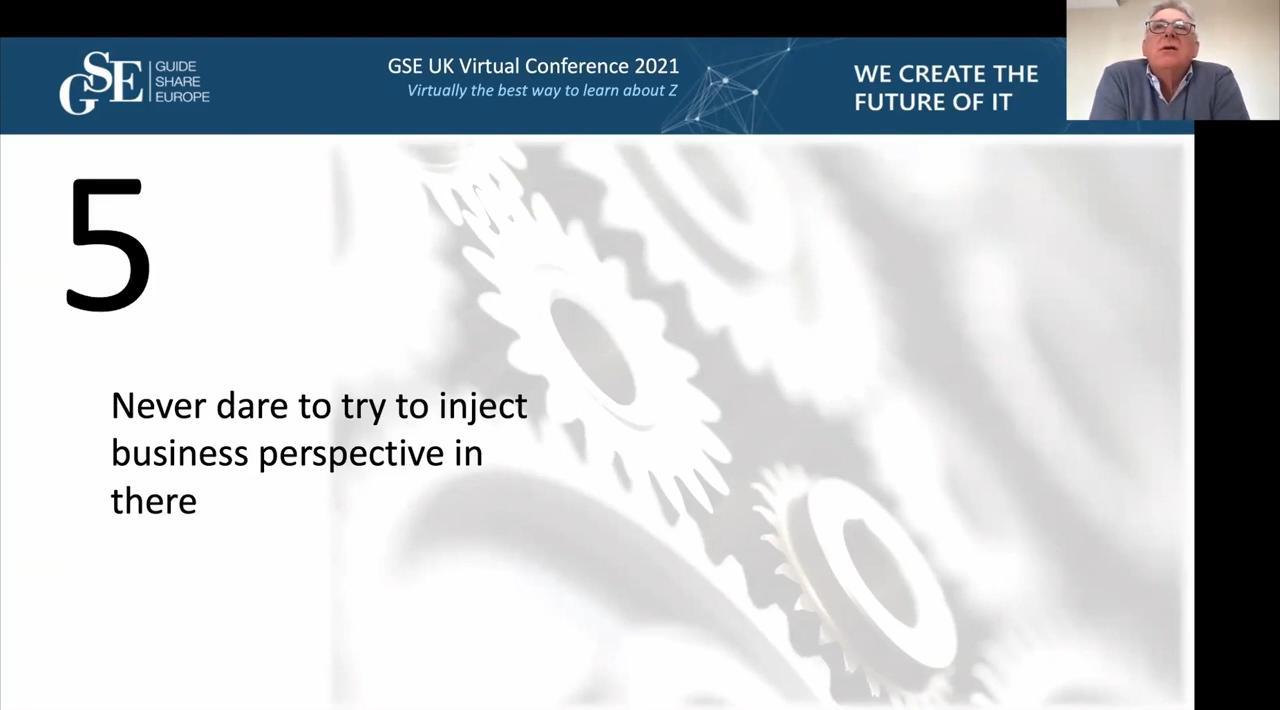 GSE
GUIDE
SHARE
EUROPE
GSE UK Virtual Conference 2021
Virtually the best way to learn about Z
WE CREATE THE
FUTURE OF IT
5
Never dare to try to inject
business perspective in
there